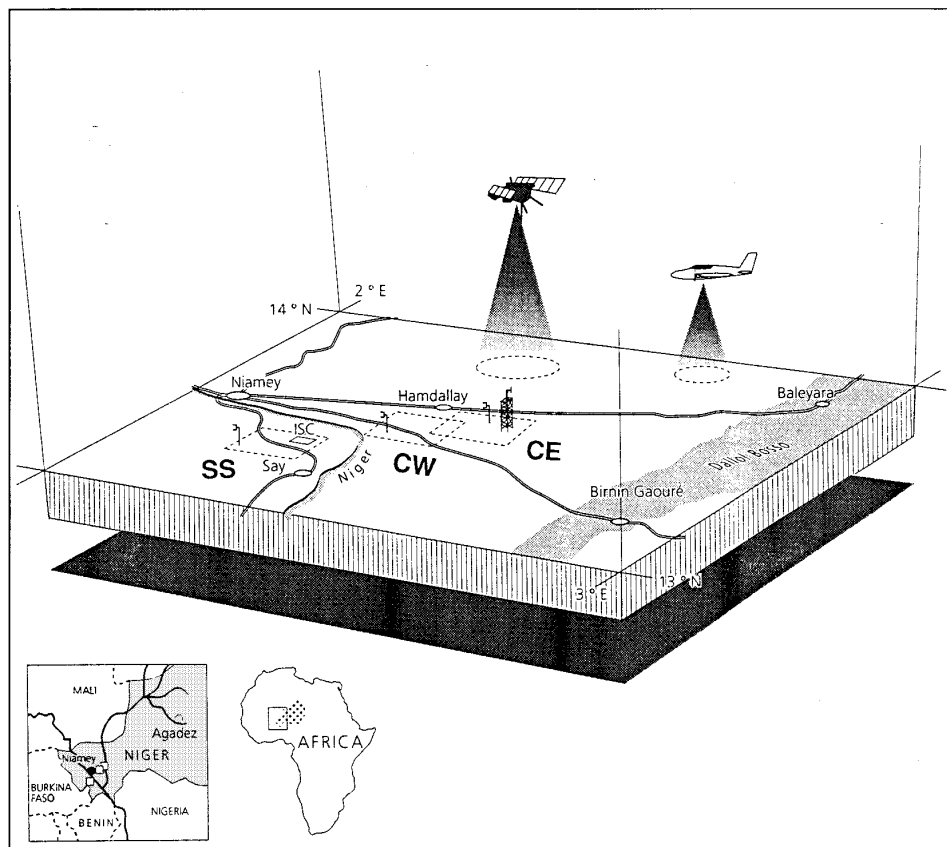 2 ° E
14 ° N
Niamey
Hamdallay
Baleyara
ISC
SS
Say
Niger
CW
CE
Dallol Bosso
Birnin Gaouré
13 ° N
3 ° E
MALI
Agadez
NIGER
Niamey
BURKINA
FASO
BENIN
NIGERIA
AFRICA